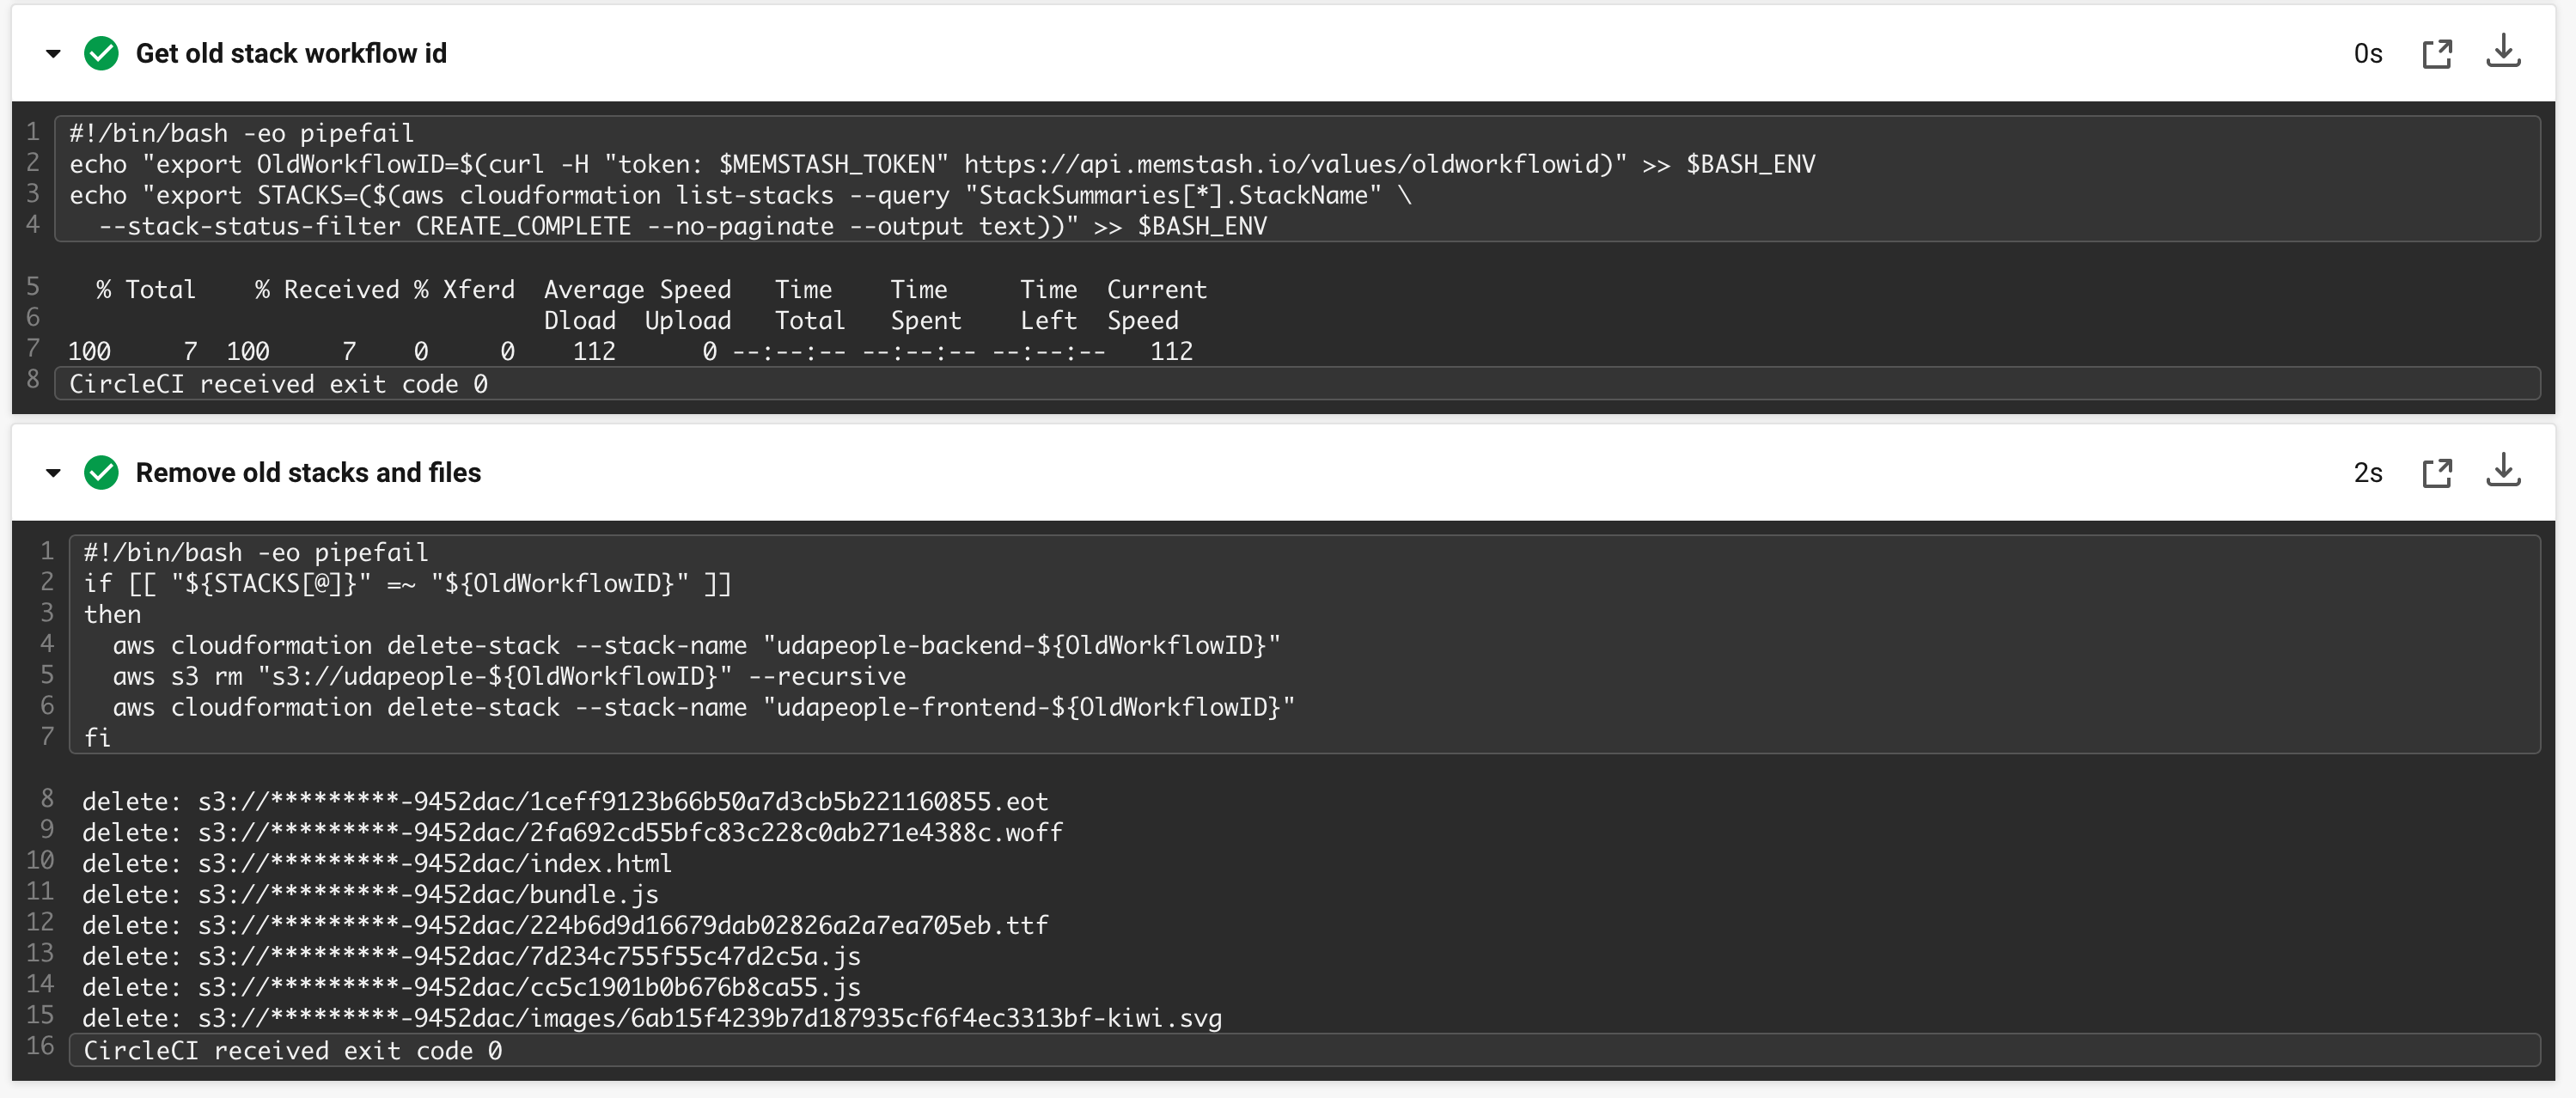 Get old stack workflow id 0s
1 #!/bin/bash -eo pipefail
2 echo "export OldWorkflowID=$(curl -H "token: $MEMSTASH_TOKEN" https://api.memstash.io/values/oldworkflowid)" >> $BASH_ENV
3 echo "export STACKS=($(aws cloudformation list-stacks --query "StackSummaries[*].StackName" \
4   --stack-status-filter CREATE_COMPLETE --no-paginate --output text))" >> $BASH_ENV
5   % Total    % Received % Xferd  Average Speed   Time    Time     Time  Current
6                                  Dload  Upload   Total   Spent    Left  Speed
7 100     7  100     7    0     0    112      0 --:--:-- --:--:-- --:--:--   112
8 CircleCI received exit code 0
Remove old stacks and files 2s
1 #!/bin/bash -eo pipefail
2 if [[ "${STACKS[@]}" =~ "${OldWorkflowID}" ]]
3 then
4   aws cloudformation delete-stack --stack-name "udapeople-backend-${OldWorkflowID}"
5   aws s3 rm "s3://udapeople-${OldWorkflowID}" --recursive
6   aws cloudformation delete-stack --stack-name "udapeople-frontend-${OldWorkflowID}"
7 fi
8 delete: s3://*********-9452dac/1ceff9123b66b50a7d3cb5b221160855.eot
9 delete: s3://*********-9452dac/2fa692cd55bfc83c228c0ab271e4388c.woff
10 delete: s3://*********-9452dac/index.html
11 delete: s3://*********-9452dac/bundle.js
12 delete: s3://*********-9452dac/224b6d9d16679dab02826a2a7ea705eb.ttf
13 delete: s3://*********-9452dac/7d234c755f55c47d2c5a.js
14 delete: s3://*********-9452dac/cc5c1901b0b676b8ca55.js
15 delete: s3://*********-9452dac/images/6ab15f4239b7d187935cf6f4ec3313bf-kiwi.svg
16 CircleCI received exit code 0